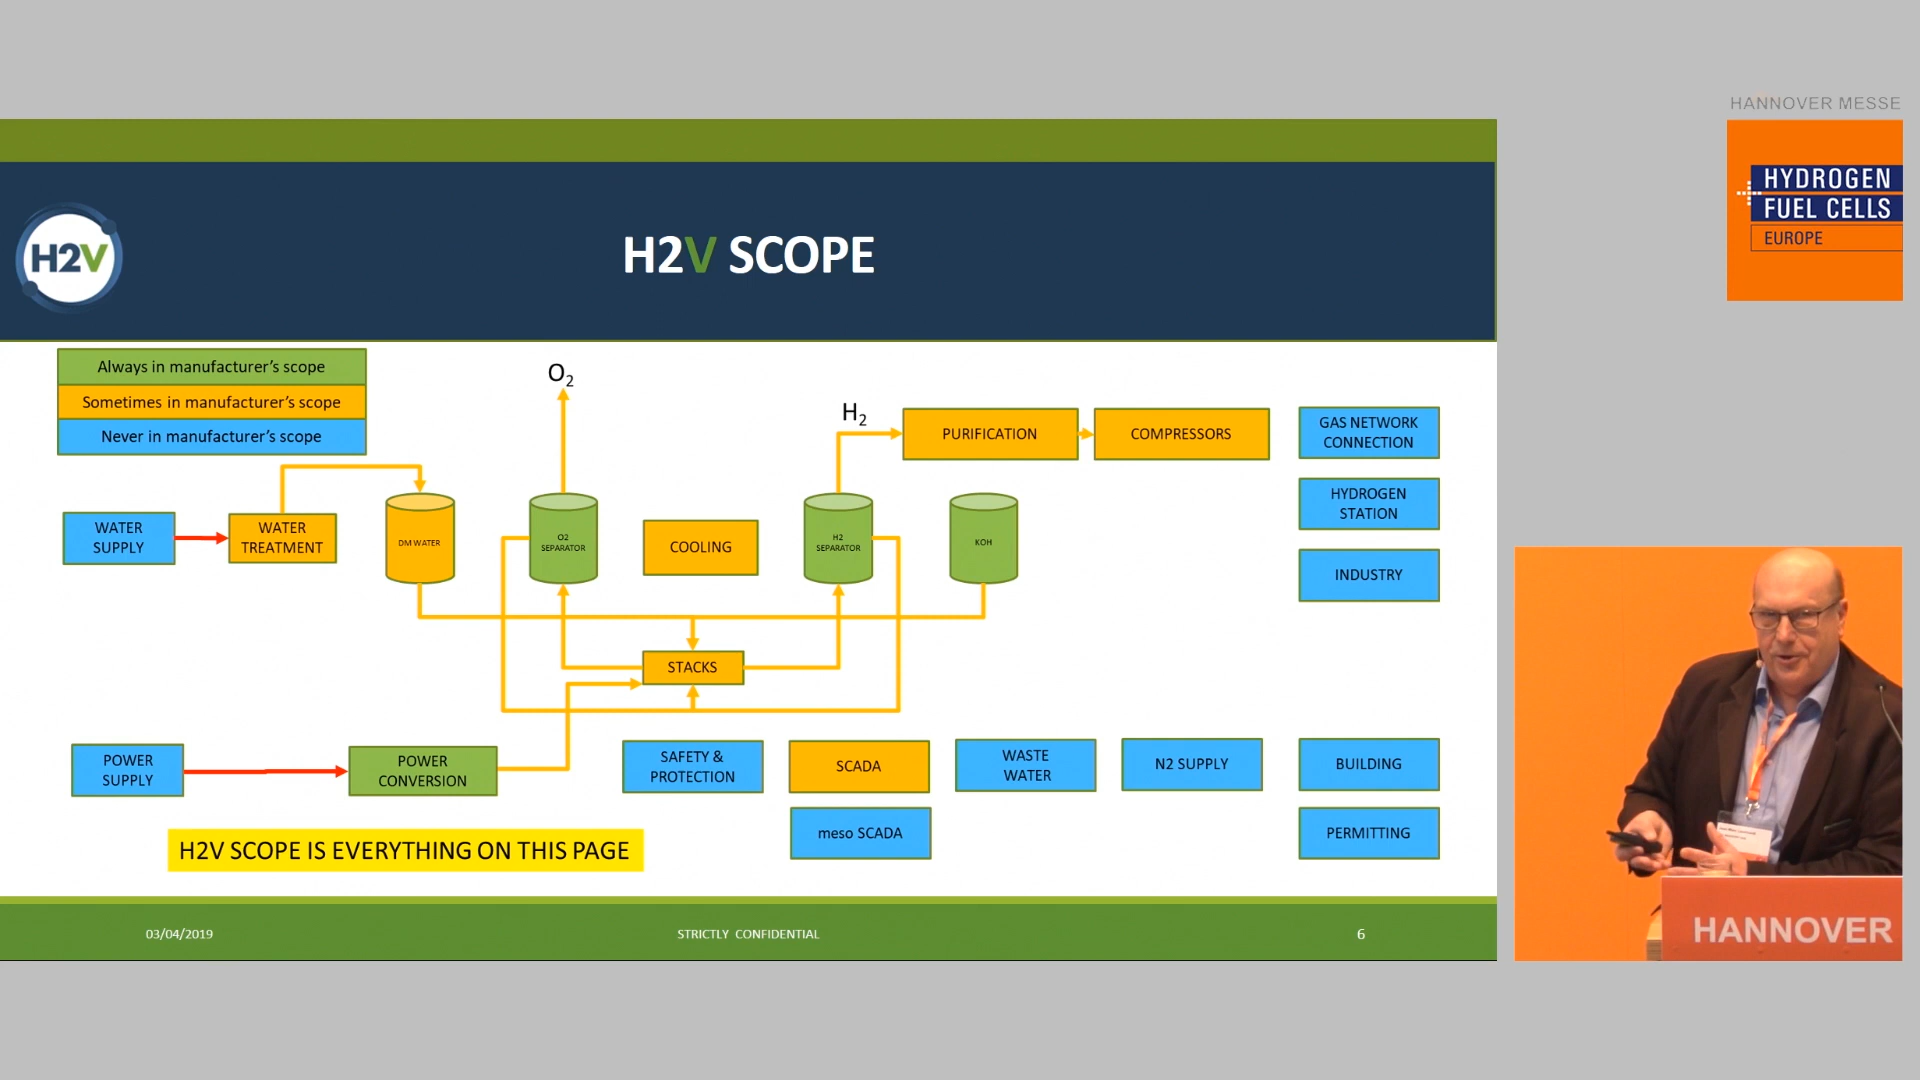 HANNOVER MESSE
HYDROGEN
FUEL CELLS
EUROPE
H2V
H2V SCOPE
Always in manufacturer's scope
Sometimes in manufacturer's scope
Never in manufacturer's scope
O2
H2
PURIFICATION
COMPRESSORS
GAS NETWORK
CONNECTION
HYDROGEN
STATION
INDUSTRY
WATER
SUPPLY
WATER
TREATMENT
DM WATER
O2
SEPARATOR
COOLING
H2
SEPARATOR
KOH
STACKS
POWER
SUPPLY
POWER
CONVERSION
SAFETY &
PROTECTION
SCADA
WASTE
WATER
N2 SUPPLY
BUILDING
meso SCADA
PERMITTING
H2V SCOPE IS EVERYTHING ON THIS PAGE
03/04/2019
STRICTLY CONFIDENTIAL
6
HANNOVER